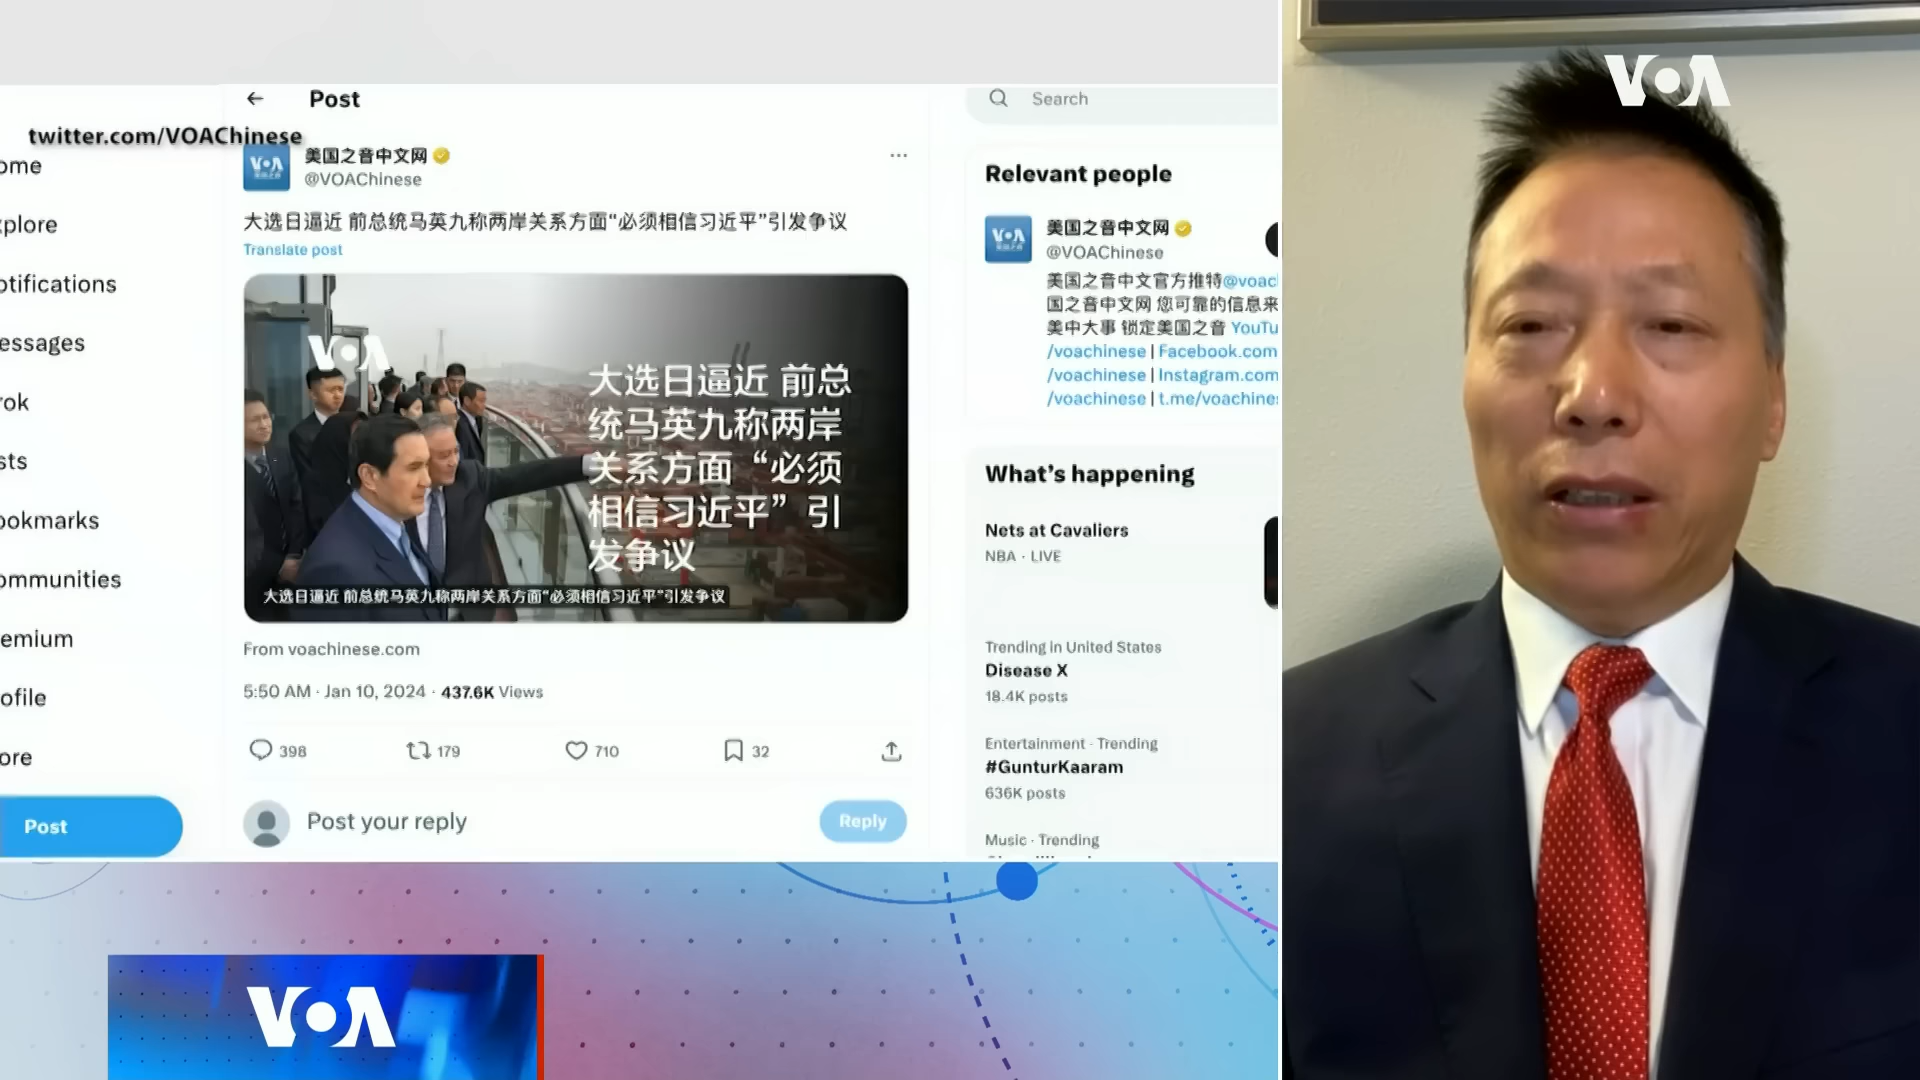 Post
Search
twitter.com/VOAChinese
美国之音中文网
@VOAChinese
大选日逼近 前总统马英九称两岸关系方面“必须相信习近平”引发争议
Translate post
VOA
大选日逼近 前总
统马英九称两岸
关系方面“必须
相信习近平”引
发争议
大选日逼近 前总统马英九称两岸关系方面“必须相信习近平”引发争议
From voachinese.com
5:50 AM · Jan 10, 2024 · 437.6K Views
398
179
710
32
Post your reply
Reply
ome
xplore
otifications
essages
rok
sts
ookmarks
ommunities
remium
rofile
ore
Post
Relevant people
美国之音中文网
@VOAChinese
美国之音中文官方推特@voac
国之音中文网 您可靠的信息来
美中大事 锁定美国之音 YouTu
/voachinese | Facebook.com
/voachinese | Instagram.com
/voachinese | t.me/voachine
What’s happening
Nets at Cavaliers
NBA · LIVE
Trending in United States
Disease X
18.4K posts
Entertainment · Trending
#GunturKaaram
636K posts
Music · Trending
VOA
VOA